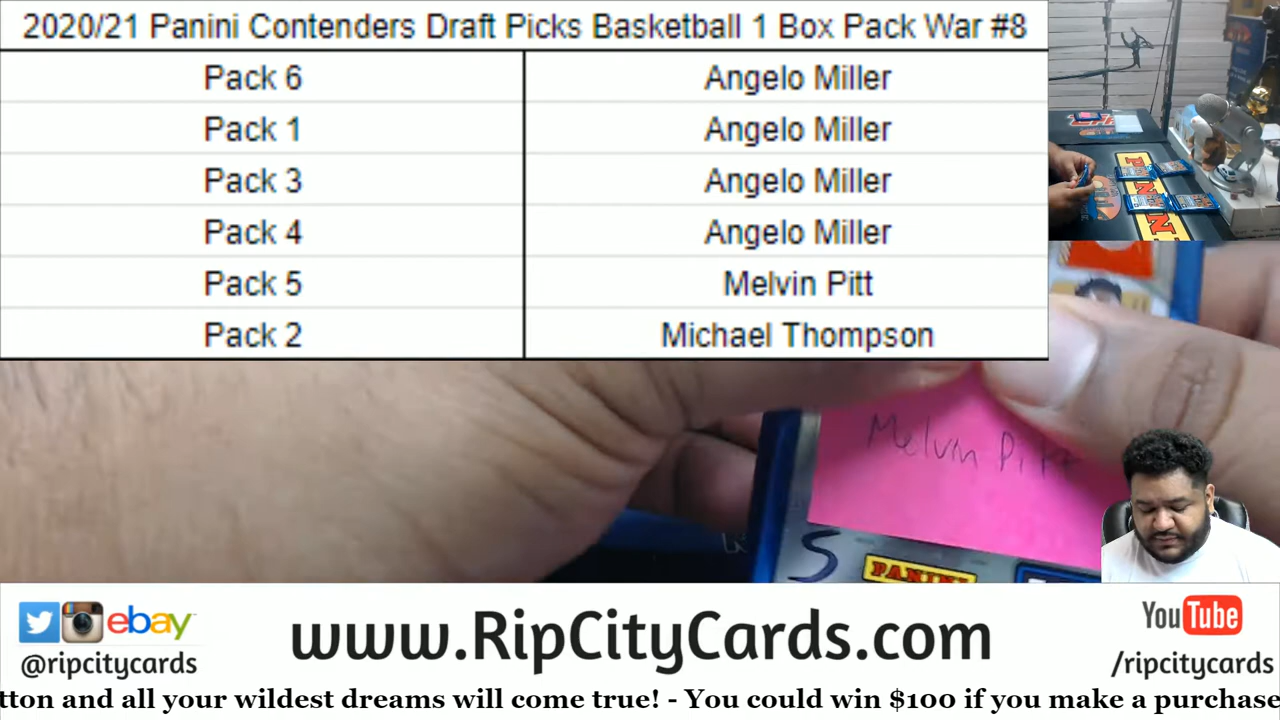 2020/21 Panini Contenders Draft Picks Basketball 1 Box Pack War #8
Pack 6 Angelo Miller
Pack 1 Angelo Miller
Pack 3 Angelo Miller
Pack 4 Angelo Miller
Pack 5 Melvin Pitt
Pack 2 Michael Thompson
Melvin Pitt
5
PANINI
ebay
@ripcitycards
www.RipCityCards.com
YouTube
/ripcitycards
tton and all your wildest dreams will come true! - You could win $100 if you make a purchase